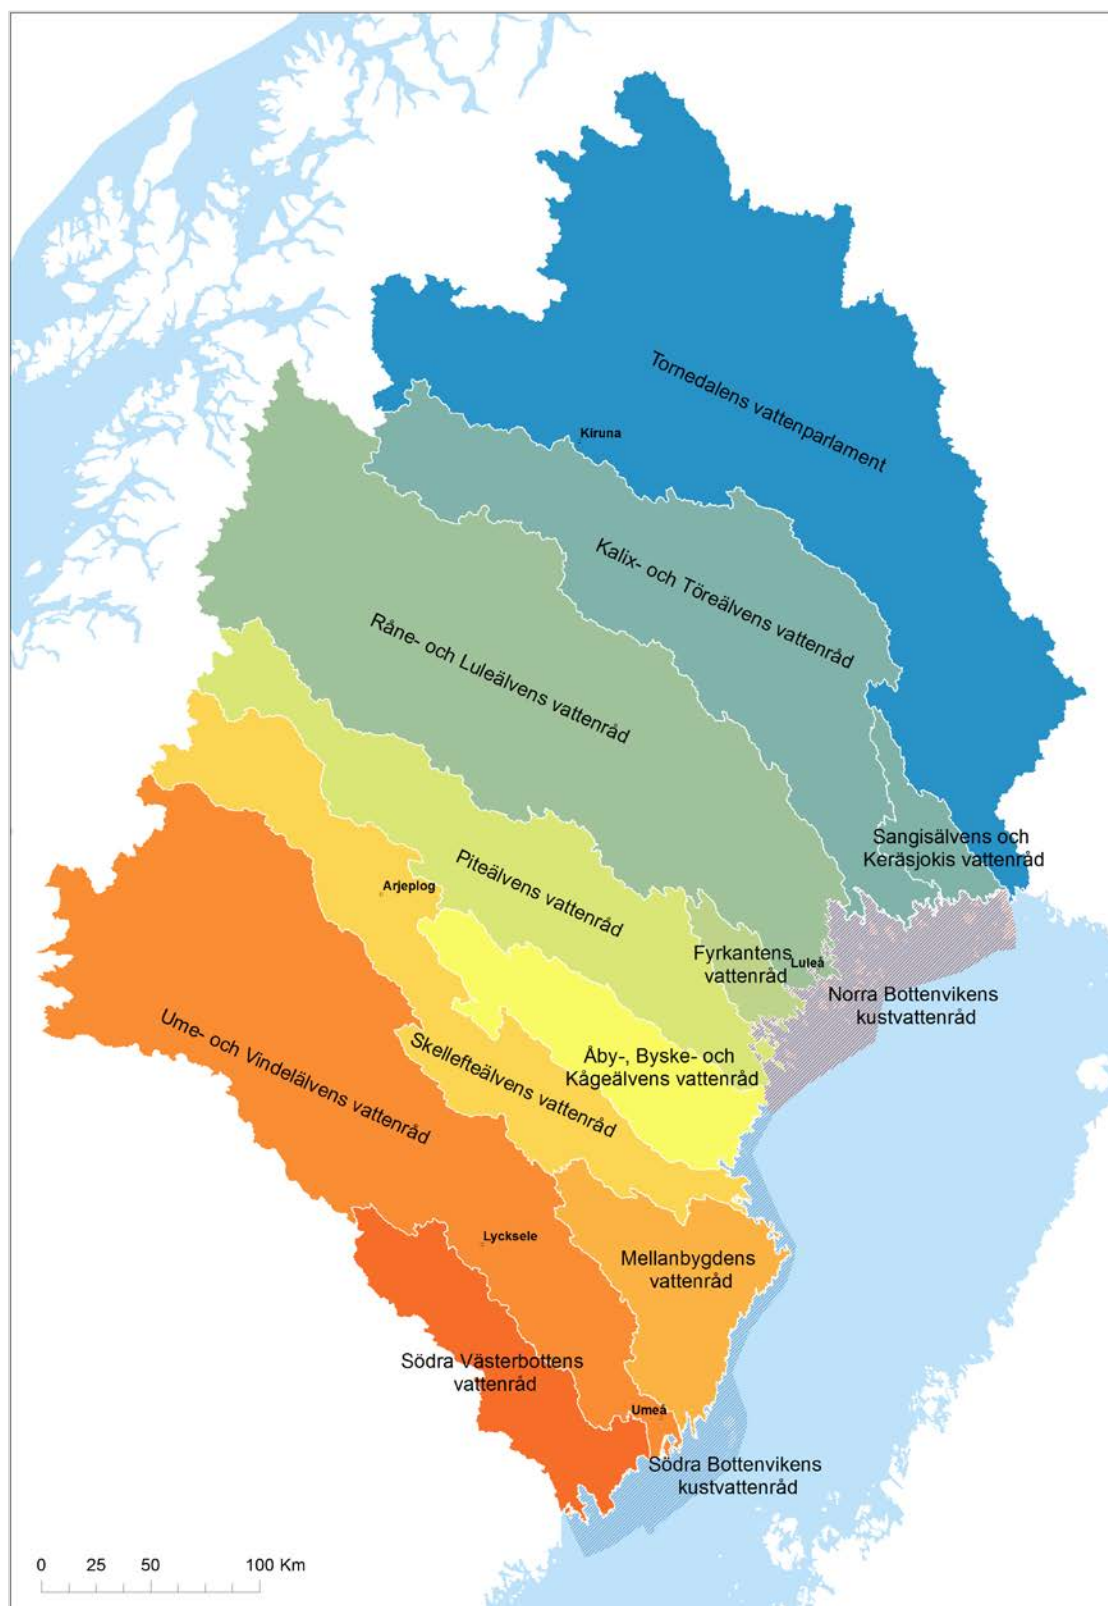 Tornedalens vattenparlament
Kiruna
Kalix- och Töreälvens vattenråd
Råne- och Luleälvens vattenråd
Sangisälvens och
Keräsjokis vattenråd
Piteälvens vattenråd
Arjeplog
Fyrkantens
vattenråd
Luleå
Norra Bottenvikens
kustvattenråd
Ume- och Vindelälvens vattenråd
Skellefteälvens vattenråd
Åby-, Byske- och
Kågeälvens vattenråd
Lycksele
Mellanbygdens
vattenråd
Södra Västerbottens
vattenråd
Umeå
Södra Bottenvikens
kustvattenråd
0 25 50 100 Km